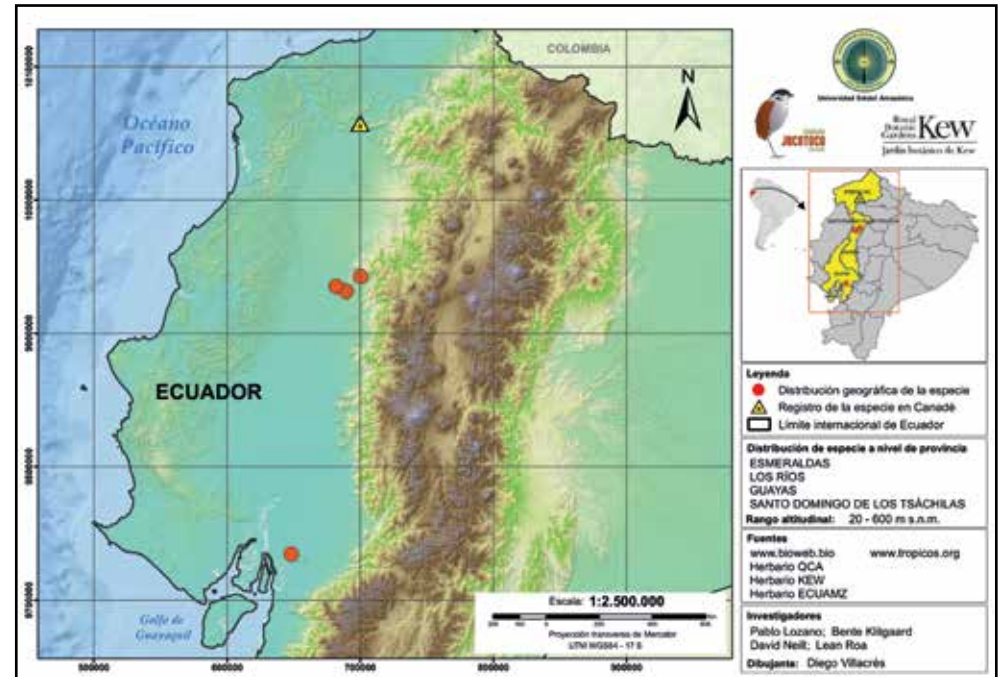 COLOMBIA
N
Océano
Pacífico
ECUADOR
Golfo de
Guayaquil
Escala: 1:2.500.000
Proyección transversa de Mercator
UTM WGS84 - 17 S
500000 600000 700000 800000 900000
Universidad Estatal Amazónica
JOCOTOCO
Royal
Botanic
Gardens
Kew
Jardín botánico de Kew
Leyenda
Distribución geográfica de la especie
Registro de la especie en Canadé
Límite internacional de Ecuador
Distribución de especie a nivel de provincia
ESMERALDAS
LOS RÍOS
GUAYAS
SANTO DOMINGO DE LOS TSÁCHILAS
Rango altitudinal: 20 - 600 m s.n.m.
Fuentes
www.bioweb.bio www.tropicos.org
Herbario QCA
Herbario KEW
Herbario ECUAMZ
Investigadores
Pablo Lozano; Bente Klitgaard
David Neill; Lean Roa
Dibujante: Diego Villacrés